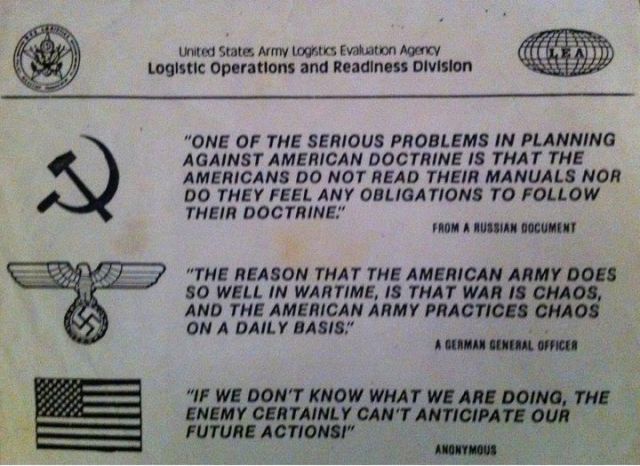 United States Army Logistics Evaluation Agency
Logistic Operations and Readiness Division
LEA
"ONE OF THE SERIOUS PROBLEMS IN PLANNING
AGAINST AMERICAN DOCTRINE IS THAT THE
AMERICANS DO NOT READ THEIR MANUALS NOR
DO THEY FEEL ANY OBLIGATIONS TO FOLLOW
THEIR DOCTRINE."
FROM A RUSSIAN DOCUMENT
"THE REASON THAT THE AMERICAN ARMY DOES
SO WELL IN WARTIME, IS THAT WAR IS CHAOS,
AND THE AMERICAN ARMY PRACTICES CHAOS
ON A DAILY BASIS."
A GERMAN GENERAL OFFICER
"IF WE DON'T KNOW WHAT WE ARE DOING, THE
ENEMY CERTAINLY CAN'T ANTICIPATE OUR
FUTURE ACTIONS!"
ANONYMOUS